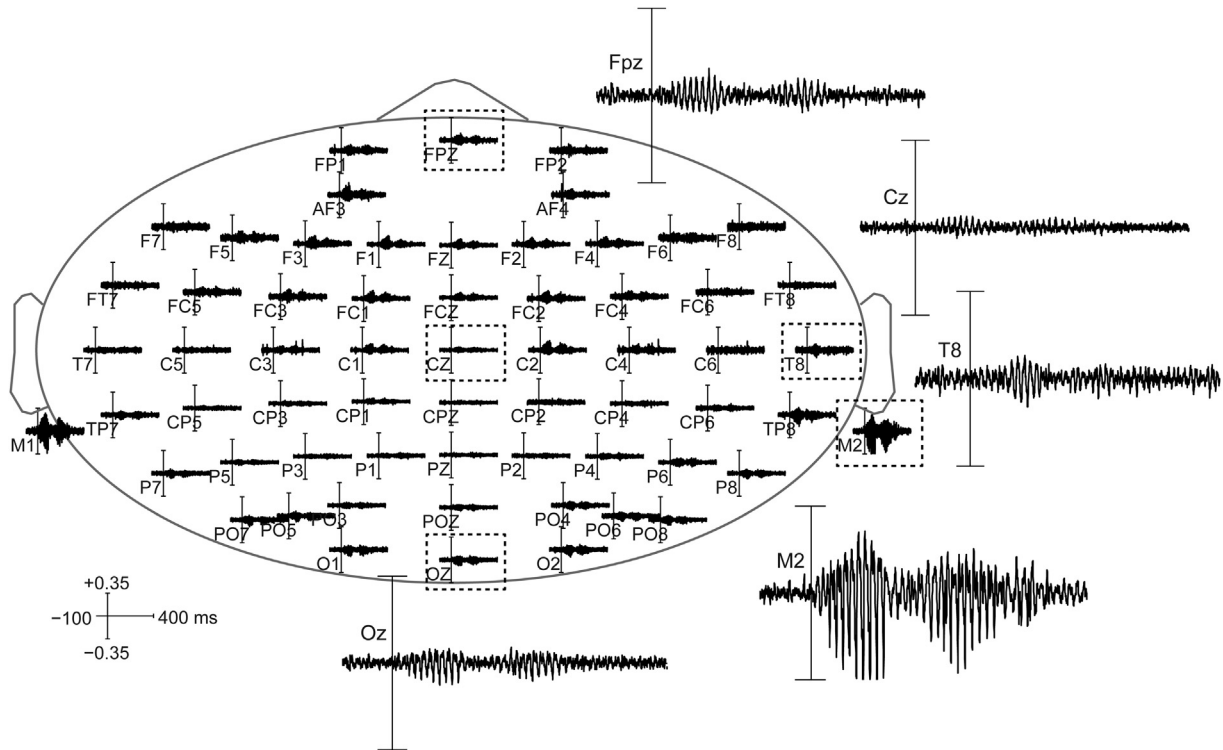 Fpz
FP1 FPZ FP2
Cz
AF3 AF4
F7 F5 F3 F1 FZ F2 F4 F6 F8
FT7 FC5 FC3 FC1 FCZ FC2 FC4 FC6 FT8
T8
T7 C5 C3 C1 CZ C2 C4 C6 T8
M1 TP7 CP5 CP3 CP1 CPZ CP2 CP4 CP6 TP8 M2
P7 P5 P3 P1 PZ P2 P4 P6 P8
PO7 PO5 PO3 POZ PO4 PO6 PO8
O1 OZ O2
M2
+0.35
−100 400 ms
−0.35
Oz